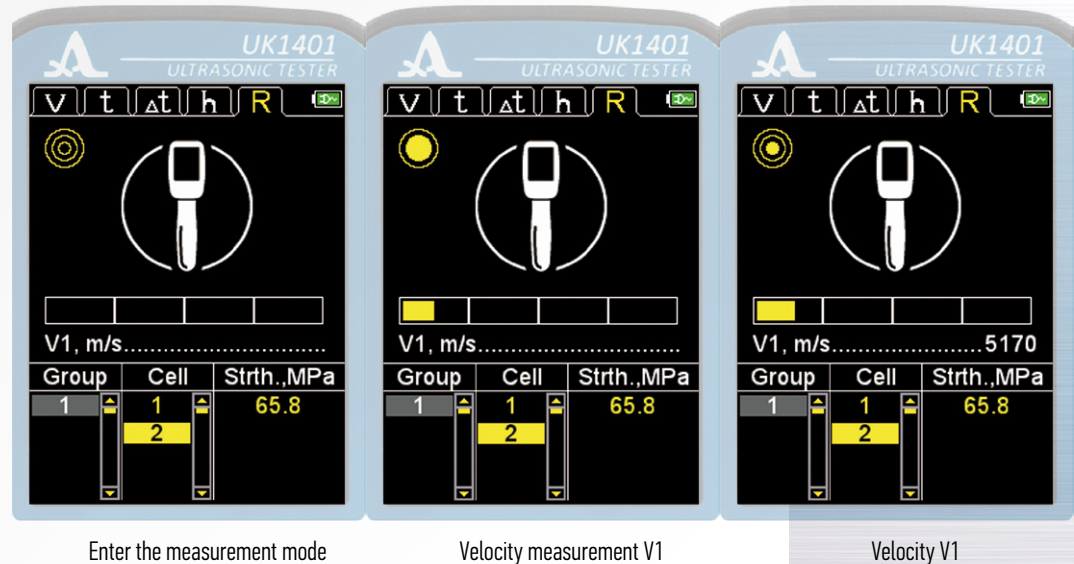 UK1401
ULTRASONIC TESTER
V t Δt h R
V1, m/s..............................
Group Cell Strth.,MPa
1 1 65.8
2
Enter the measurement mode
UK1401
ULTRASONIC TESTER
V t Δt h R
V1, m/s..............................
Group Cell Strth.,MPa
1 1 65.8
2
Velocity measurement V1
UK1401
ULTRASONIC TESTER
V t Δt h R
V1, m/s.......................5170
Group Cell Strth.,MPa
1 1 65.8
2
Velocity V1